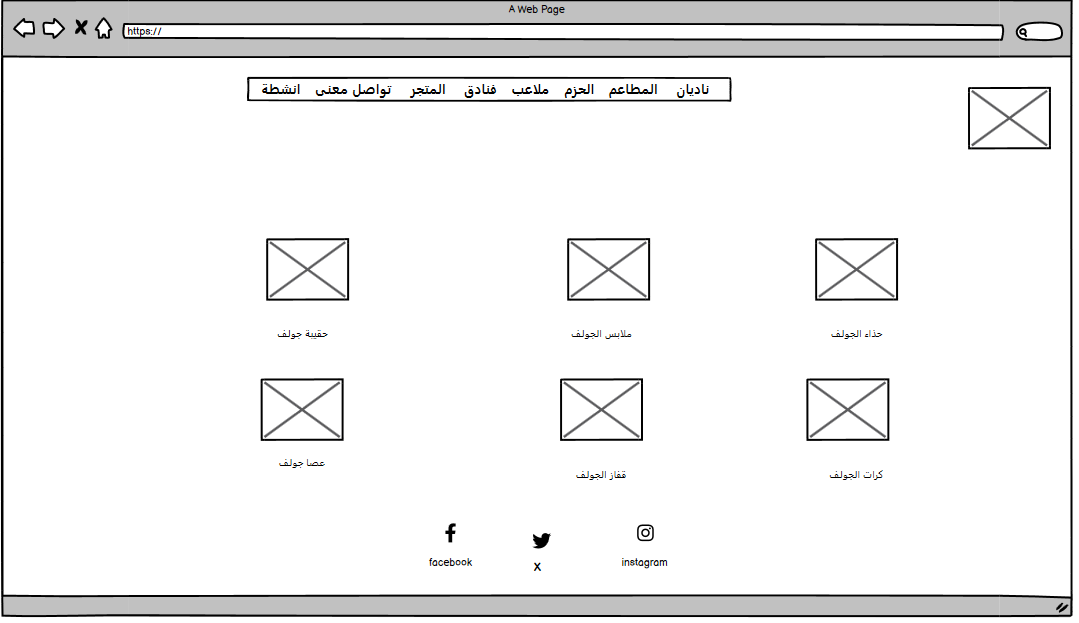 A Web Page
https://
ناديان المطاعم الحزم ملاعب فنادق المتجر تواصل معنى انشطة
حذاء الجولف ملابس الجولف حقيبة جولف
كرات الجولف قفاز الجولف عصا جولف
facebook X instagram